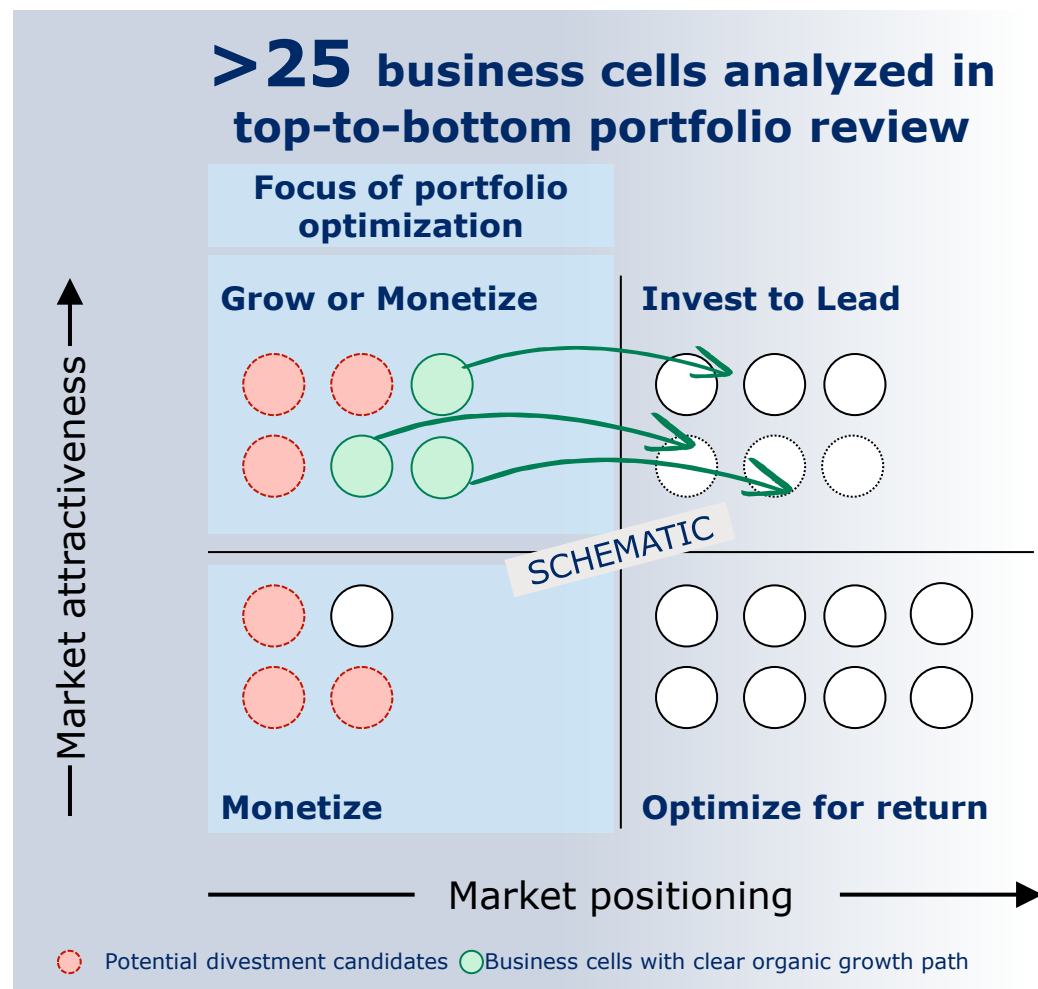 >25 business cells analyzed in
top-to-bottom portfolio review
Focus of portfolio
optimization
Grow or Monetize
Invest to Lead
Market attractiveness
SCHEMATIC
Monetize
Optimize for return
Market positioning
Potential divestment candidates
Business cells with clear organic growth path